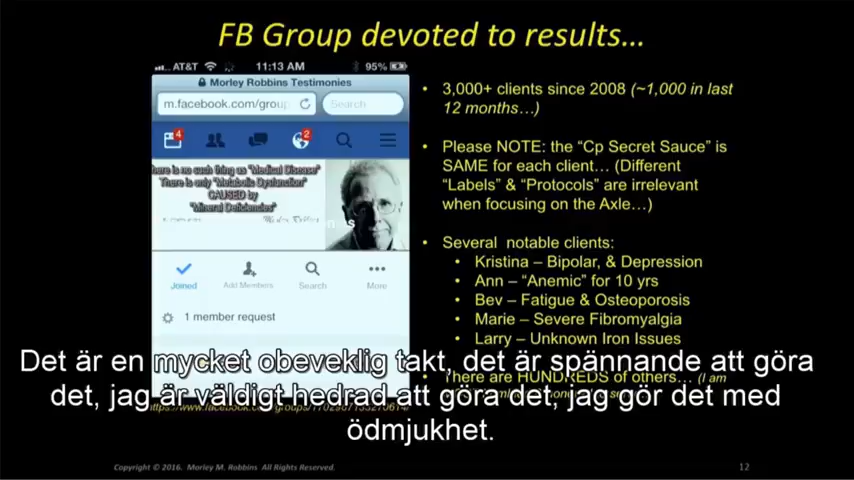 FB Group devoted to results…
AT&T 11:13 AM 95%
Morley Robbins Testimonies
m.facebook.com/group Search
4 2
here is no such fing as "Medical Disease"
There is only "Metabolic Dysfunction"
CAUSED by
"Mineral Deficiencies"
Joined Add Members Search More
1 member request
• 3,000+ clients since 2008 (~1,000 in last
12 months…)
• Please NOTE: the “Cp Secret Sauce” is
SAME for each client… (Different
“Labels” & “Protocols” are irrelevant
when focusing on the Axle…)
• Several notable clients:
• Kristina – Bipolar, & Depression
• Ann – “Anemic” for 10 yrs
• Bev – Fatigue & Osteoporosis
• Marie – Severe Fibromyalgia
• Larry – Unknown Iron Issues
• There are HUNDREDS of others… (I am
Det är en mycket obeveklig takt, det är spännande att göra
det, jag är väldigt hedrad att göra det, jag gör det med
ödmjukhet.
Copyright © 2016. Morley M. Robbins All Rights Reserved.
12